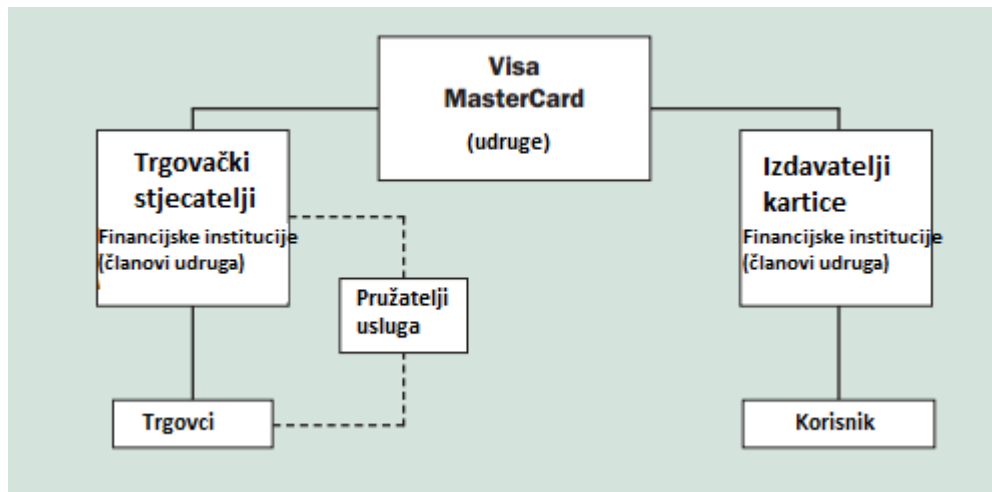 Visa
MasterCard
(udruge)
Trgovački
stjecatelji
Financijske institucije
(članovi udruga)
Izdavatelji
kartice
Financijske institucije
(članovi udruga)
Pružatelji
usluga
Trgovci
Korisnik